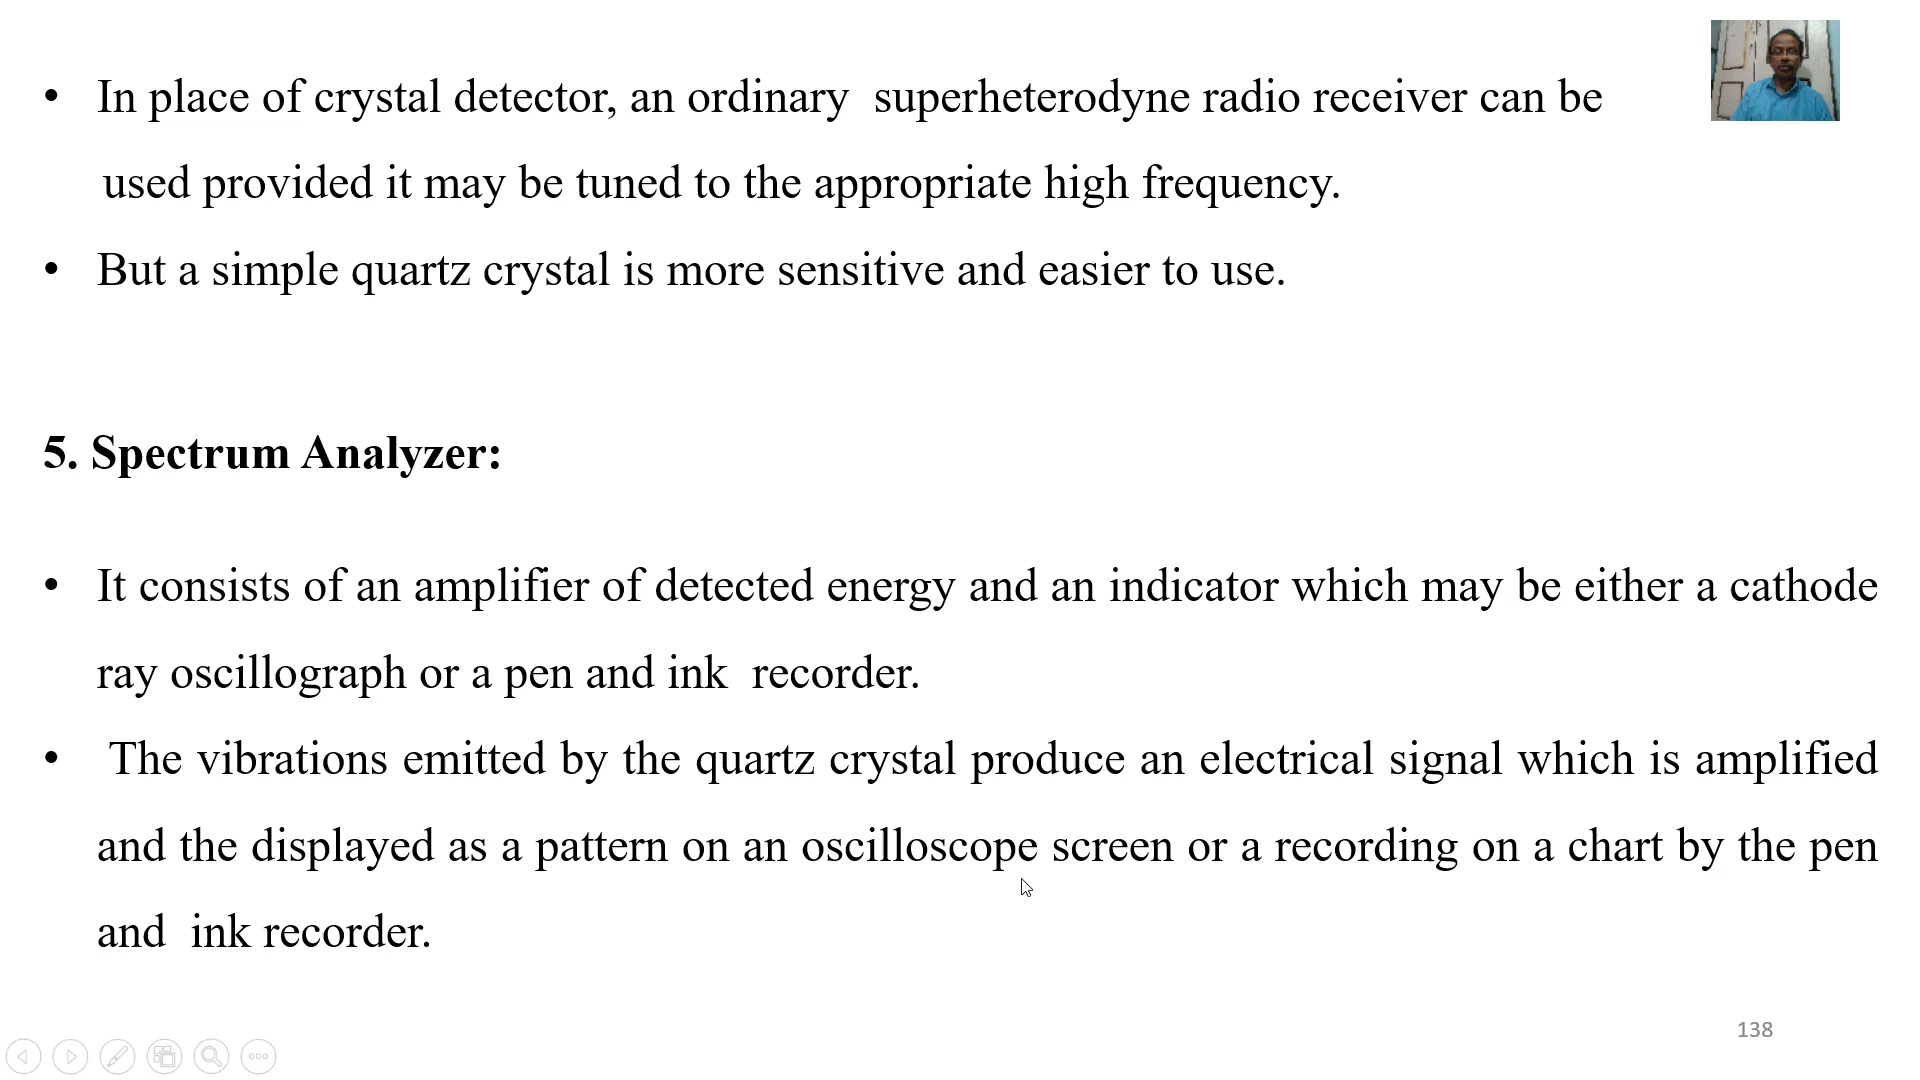 • In place of crystal detector, an ordinary superheterodyne radio receiver can be
used provided it may be tuned to the appropriate high frequency.
• But a simple quartz crystal is more sensitive and easier to use.
5. Spectrum Analyzer:
• It consists of an amplifier of detected energy and an indicator which may be either a cathode
ray oscillograph or a pen and ink recorder.
• The vibrations emitted by the quartz crystal produce an electrical signal which is amplified
and the displayed as a pattern on an oscilloscope screen or a recording on a chart by the pen
and ink recorder.
138